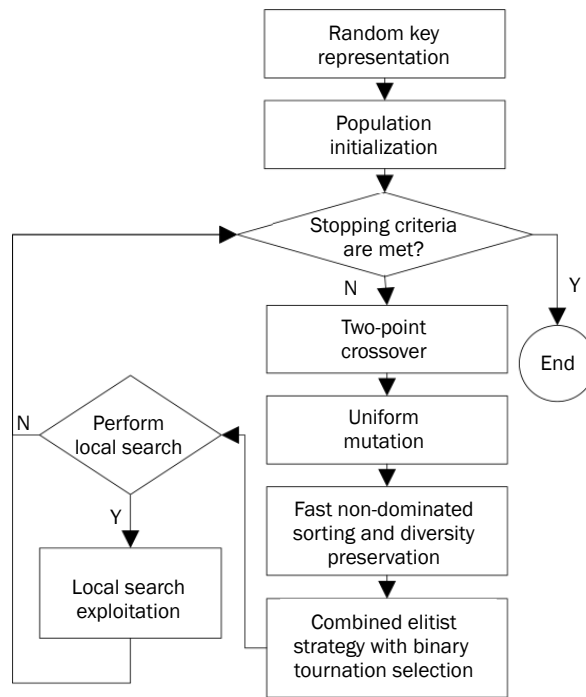 Random key
representation
Population
initialization
Stopping criteria
are met?
Y
N
End
Two-point
crossover
N
Perform
local search
Uniform
mutation
Y
Fast non-dominated
sorting and diversity
preservation
Local search
exploitation
Combined elitist
strategy with binary
tournation selection